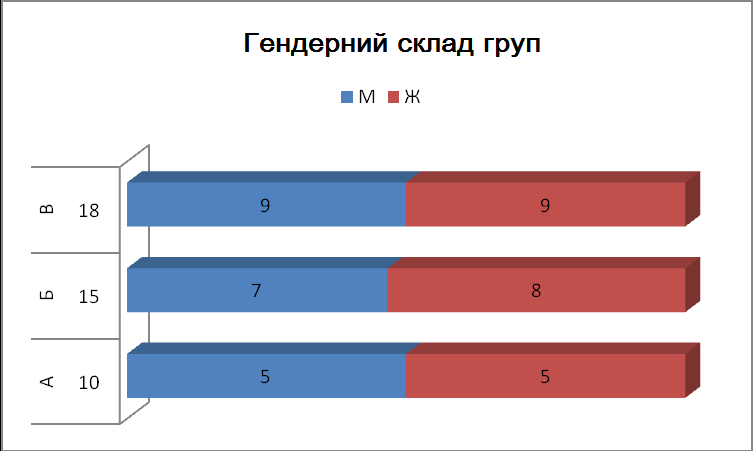 Гендерний склад груп
М Ж
В 18 9 9
Б 15 7 8
А 10 5 5